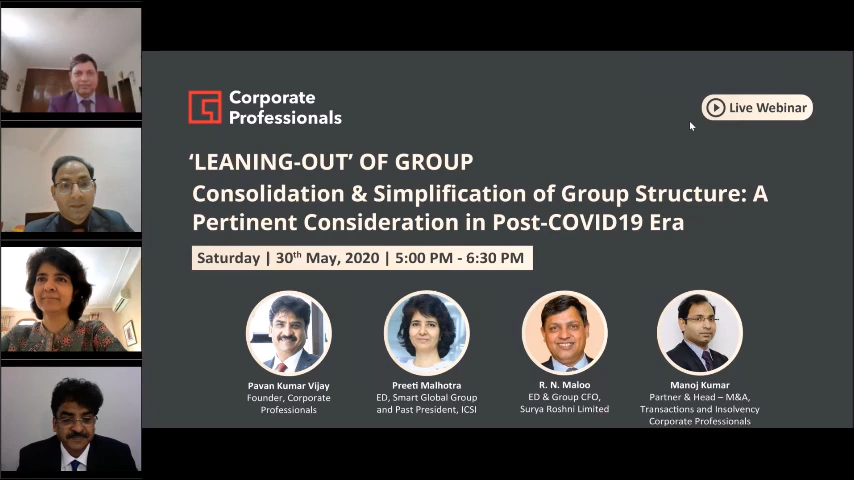 Corporate
Professionals
Live Webinar
‘LEANING-OUT’ OF GROUP
Consolidation & Simplification of Group Structure: A
Pertinent Consideration in Post-COVID19 Era
Saturday | 30th May, 2020 | 5:00 PM - 6:30 PM
Pavan Kumar Vijay
Founder, Corporate
Professionals
Preeti Malhotra
ED, Smart Global Group
and Past President, ICSI
R. N. Maloo
ED & Group CFO,
Surya Roshni Limited
Manoj Kumar
Partner & Head – M&A,
Transactions and Insolvency
Corporate Professionals